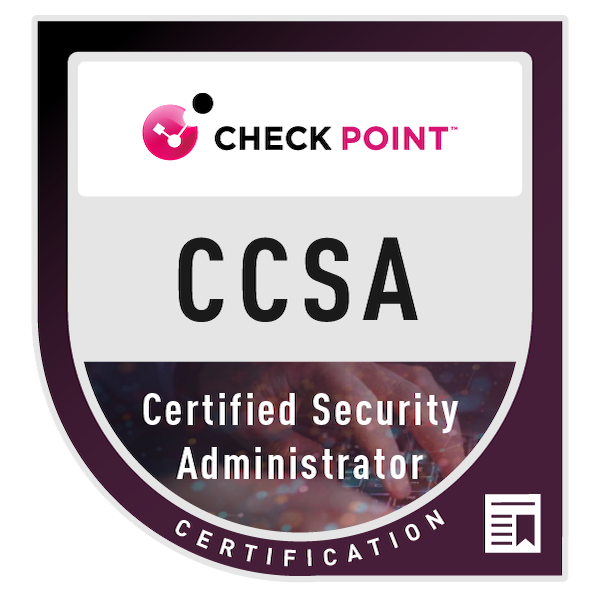 CHECK POINT™
CCSA
Certified Security
Administrator
CERTIFICATION